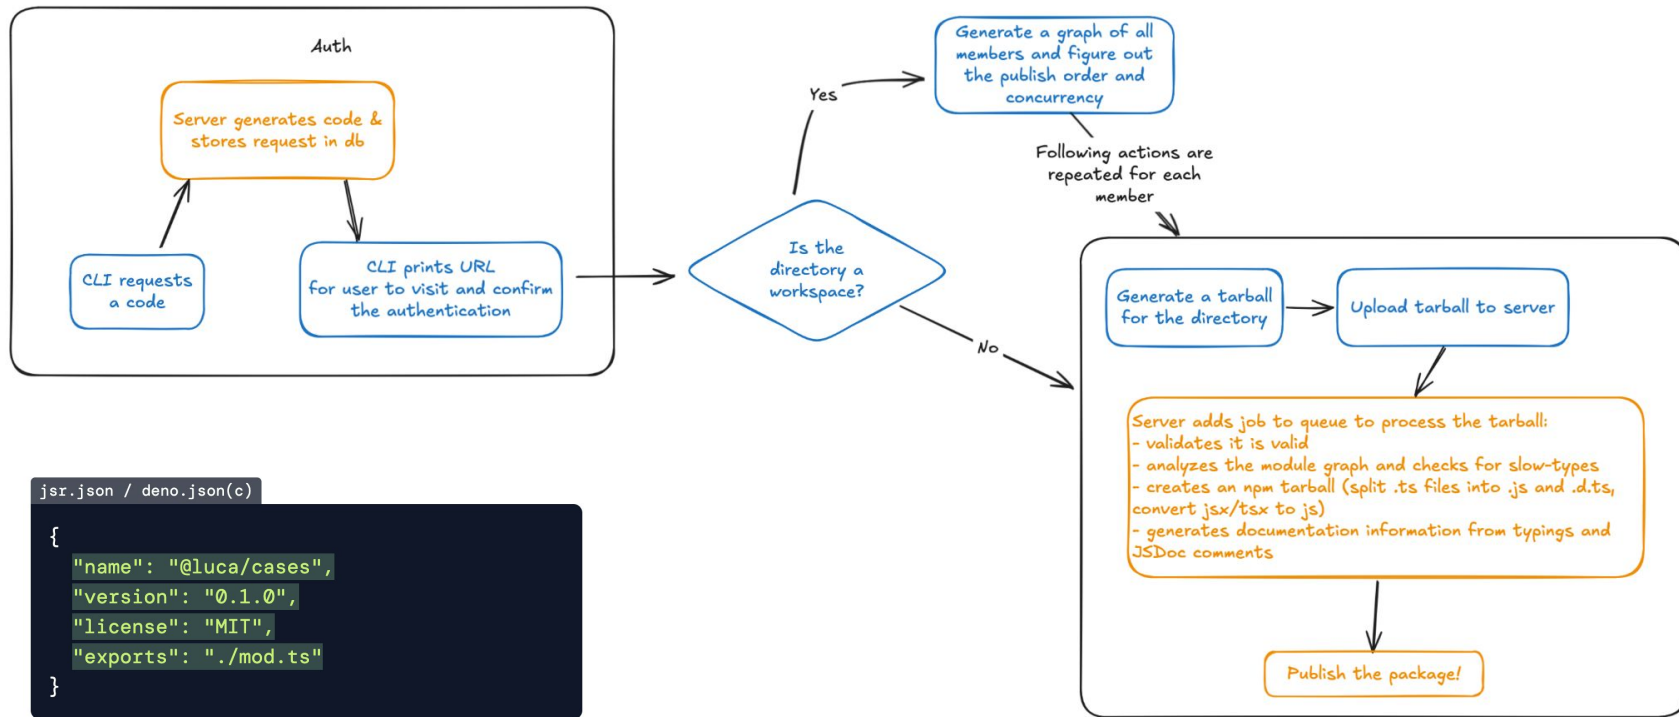 Auth
Server generates code &
stores request in db
CLI requests
a code
CLI prints URL
for user to visit and confirm
the authentication
Is the
directory a
workspace?
Yes
Generate a graph of all
members and figure out
the publish order and
concurrency
Following actions are
repeated for each
member
No
Generate a tarball
for the directory
Upload tarball to server
Server adds job to queue to process the tarball:
- validates it is valid
- analyzes the module graph and checks for slow-types
- creates an npm tarball (split .ts files into .js and .d.ts,
convert jsx/tsx to js)
- generates documentation information from typings and
JSDoc comments
Publish the package!
jsr.json / deno.json(c)
{
"name": "@luca/cases",
"version": "0.1.0",
"license": "MIT",
"exports": "./mod.ts"
}